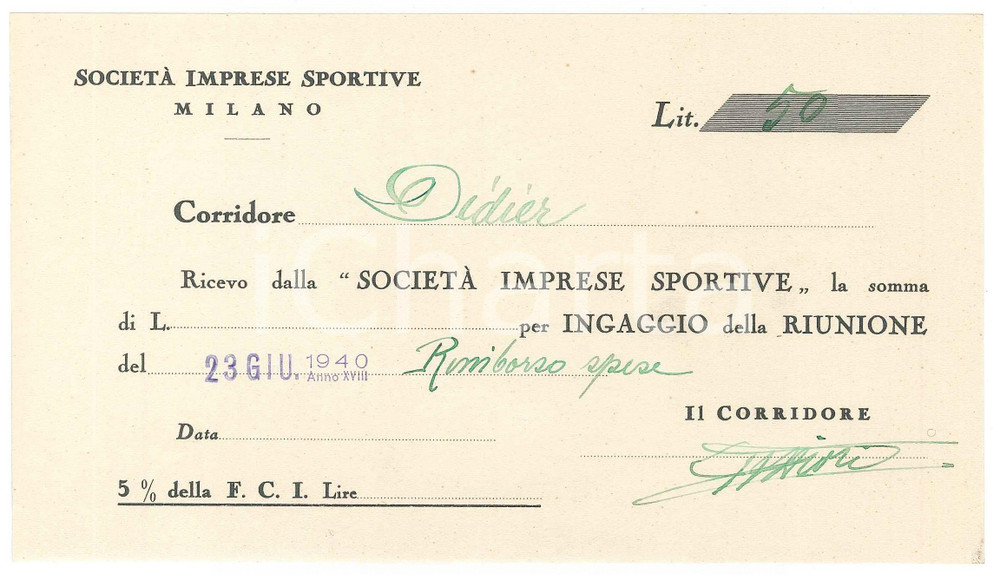 SOCIETÀ IMPRESE SPORTIVE
MILANO
Lit. 50
Corridore Didier
Ricevo dalla “SOCIETÀ IMPRESE SPORTIVE„ la somma
di L. per INGAGGIO della RIUNIONE
del 23 GIU. 1940 Anno XVIII Rimborso spese
Il CORRIDORE
Data
5 % della F. C. I. Lire
iCharta